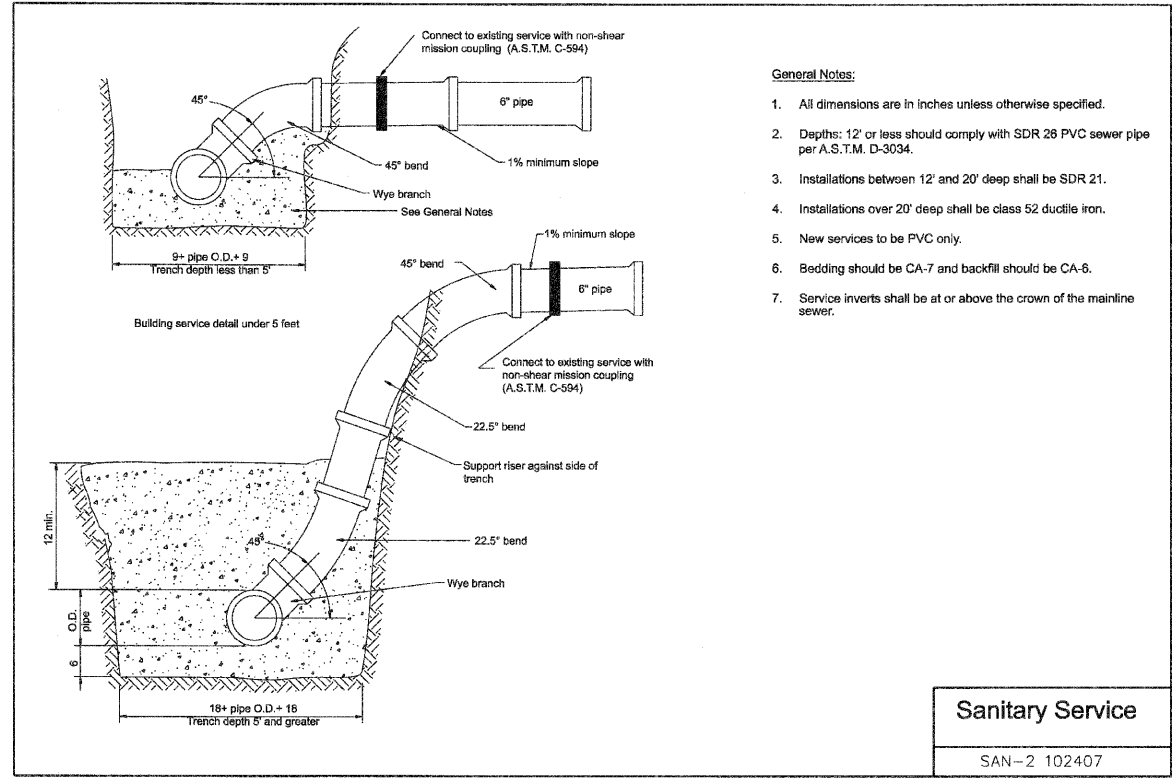 Connect to existing service with non-shear
mission coupling (A.S.T.M. C-594)
45°
6" pipe
45° bend
1% minimum slope
Wye branch
See General Notes
9+ pipe O.D.+ 9
Trench depth less than 5'
Building service detail under 5 feet
1% minimum slope
45° bend
6" pipe
Connect to existing service with
non-shear mission coupling
(A.S.T.M. C-594)
22.5° bend
Support riser against side of
trench
12 min.
45°
22.5° bend
Wye branch
O.D.
pipe
6
18+ pipe O.D.+ 18
Trench depth 5' and greater
General Notes:
1. All dimensions are in inches unless otherwise specified.
2. Depths: 12' or less should comply with SDR 26 PVC sewer pipe
per A.S.T.M. D-3034.
3. Installations between 12' and 20' deep shall be SDR 21.
4. Installations over 20' deep shall be class 52 ductile iron.
5. New services to be PVC only.
6. Bedding should be CA-7 and backfill should be CA-6.
7. Service inverts shall be at or above the crown of the mainline
sewer.
Sanitary Service
SAN-2 102407